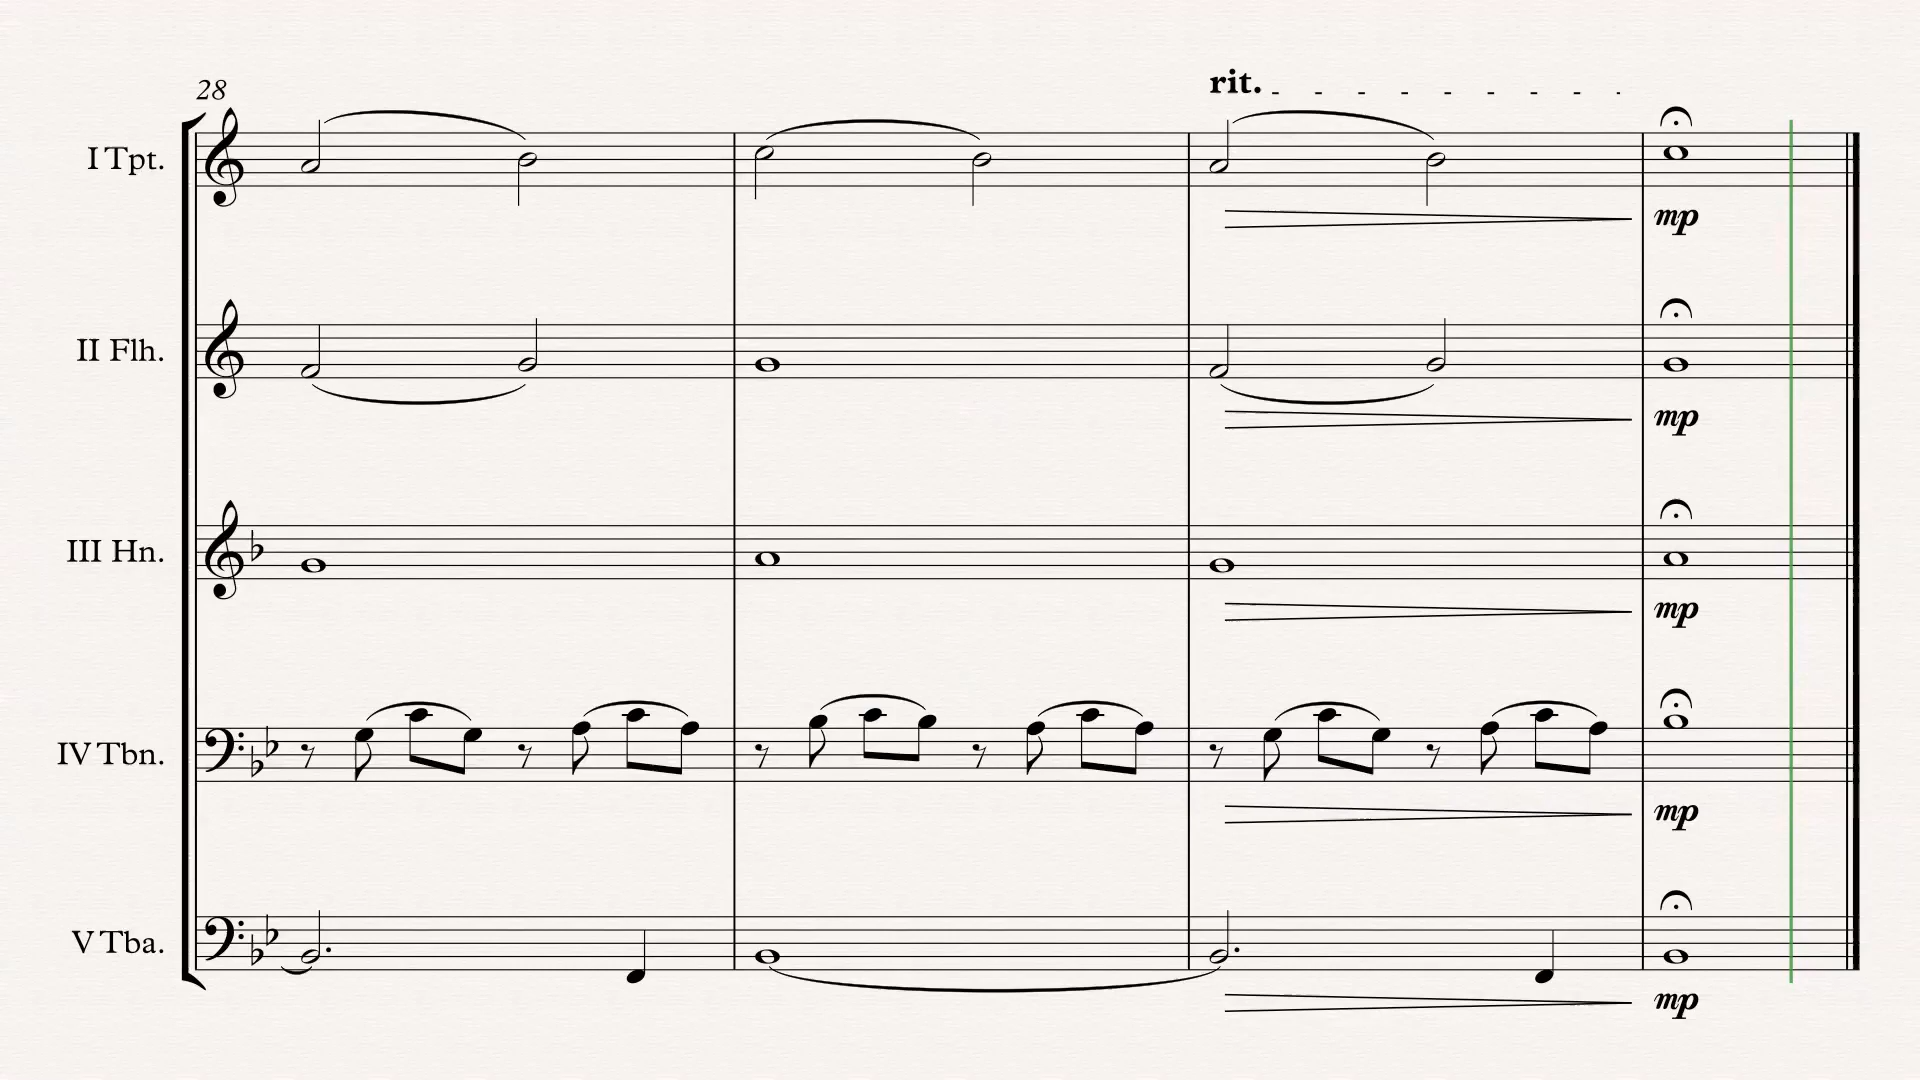 28
rit.
I Tpt.
mp
II Flh.
mp
III Hn.
mp
IV Tbn.
mp
V Tba.
mp